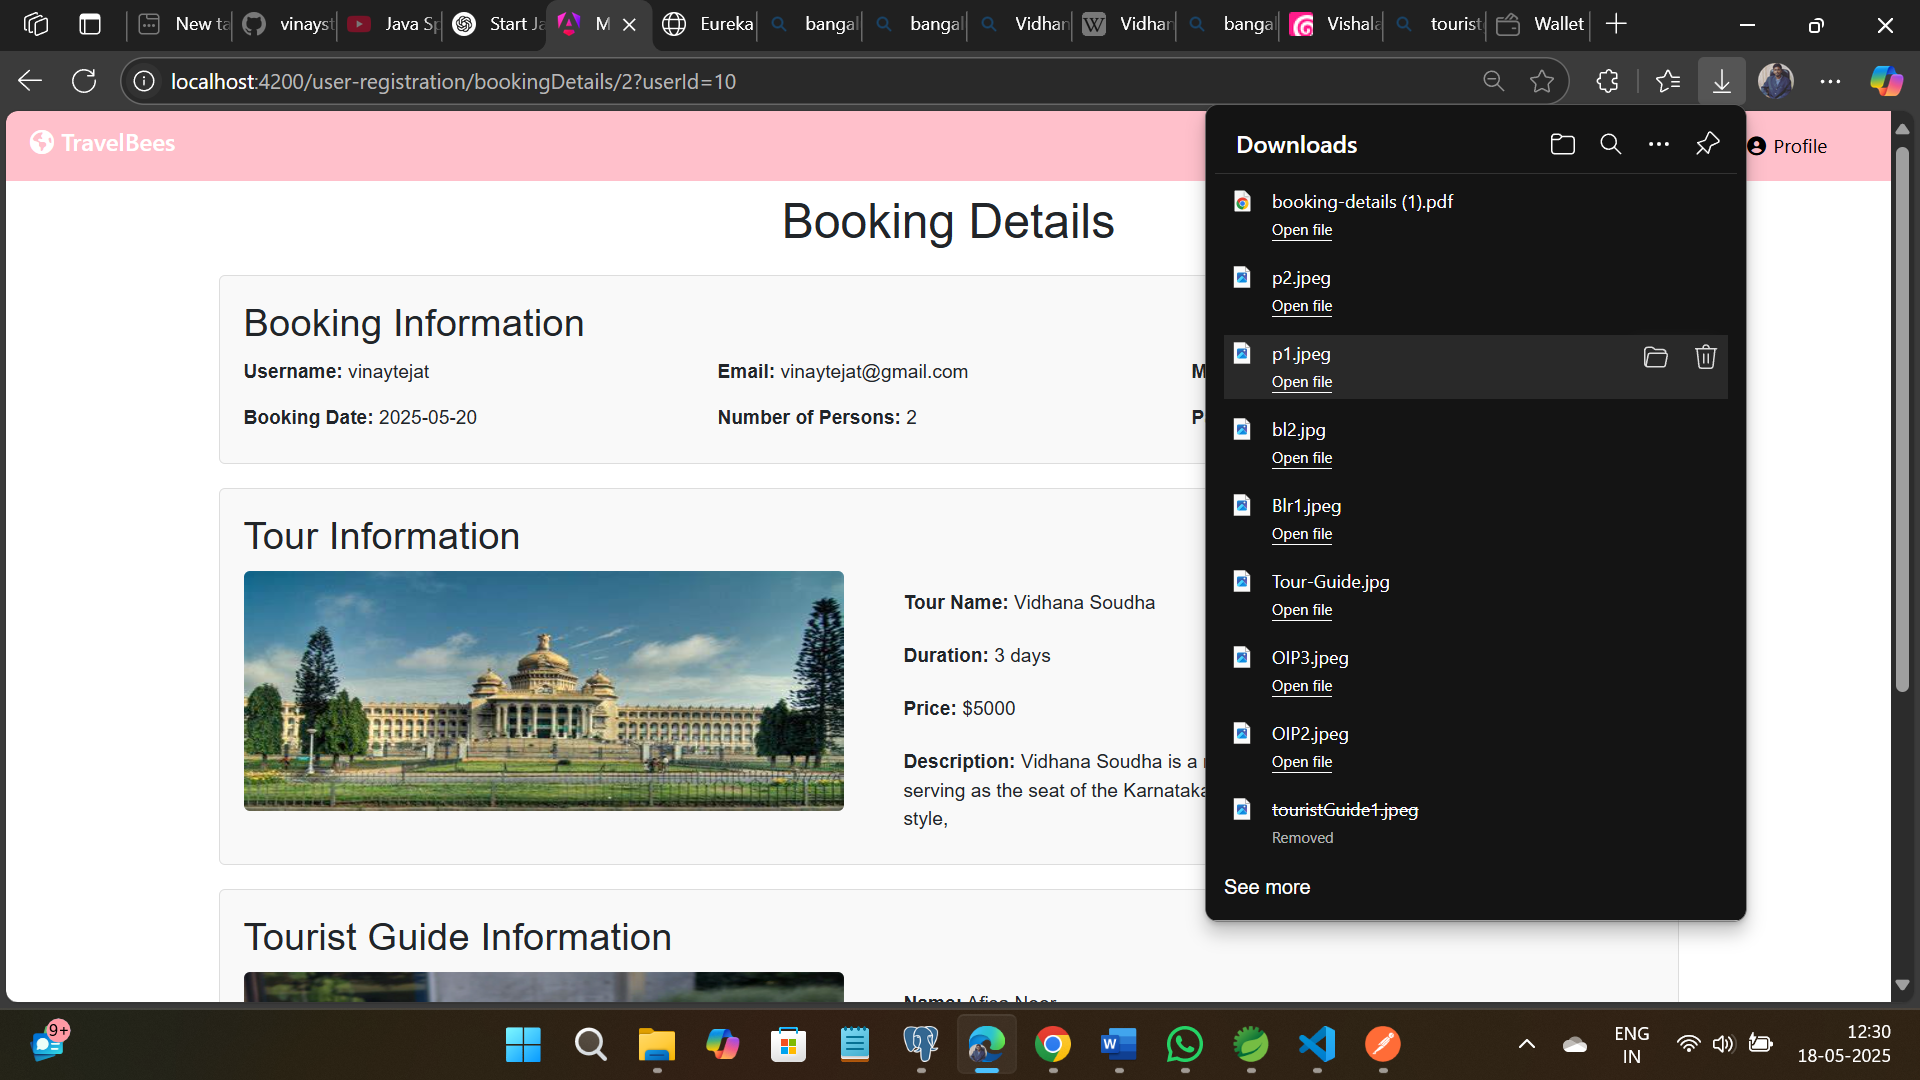 New ta
vinayst
Java Sp
Start Ja
M
Eureka
bangal
bangal
Vidhan
Vidhan
bangal
Vishala
tourist
Wallet
localhost:4200/user-registration/bookingDetails/2?userId=10
TravelBees
Profile
Booking Details
Booking Information
Username: vinaytejat
Email: vinaytejat@gmail.com
M
Booking Date: 2025-05-20
Number of Persons: 2
Pa
Tour Information
Tour Name: Vidhana Soudha
Duration: 3 days
Price: $5000
Description: Vidhana Soudha is a
serving as the seat of the Karnataka
style,
Tourist Guide Information
Name: Afisa Noor
Downloads
booking-details (1).pdf
Open file
p2.jpeg
Open file
p1.jpeg
Open file
bl2.jpg
Open file
Blr1.jpeg
Open file
Tour-Guide.jpg
Open file
OIP3.jpeg
Open file
OIP2.jpeg
Open file
touristGuide1.jpeg
Removed
See more
9+
ENG
IN
12:30
18-05-2025